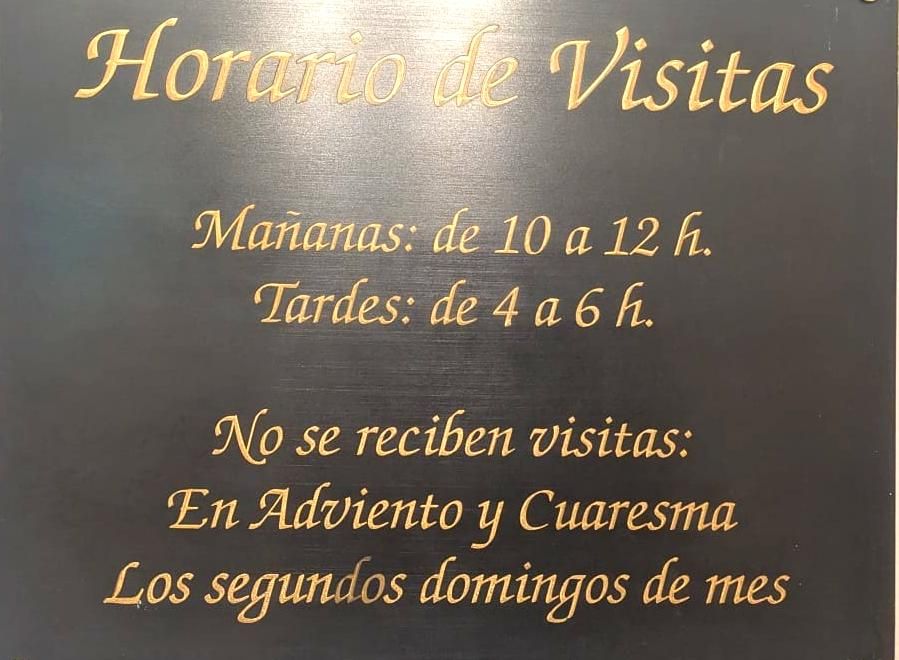 Horario de Visitas
Mañanas: de 10 a 12 h.
Tardes: de 4 a 6 h.
No se reciben visitas:
En Adviento y Cuaresma
Los segundos domingos de mes